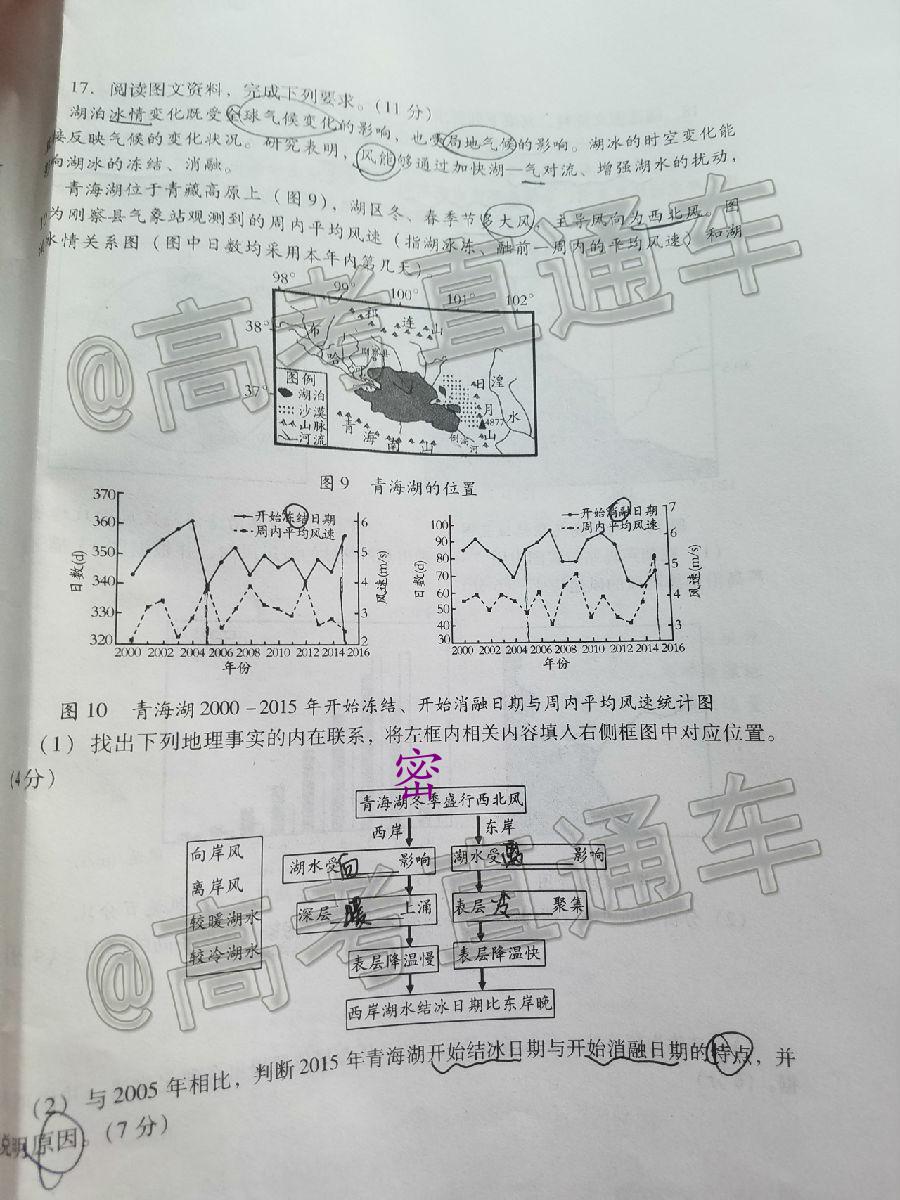 17. 阅读图文资料，完成下列要求。(11分)
湖泊冰情变化既受全球气候变化的影响，也受局地气候的影响。湖冰的时空变化能
接反映气候的变化状况。研究表明，风能够通过加快湖—气对流、增强湖水的扰动，
响湖冰的冻结、消融。
青海湖位于青藏高原上（图9），湖区冬、春季节多大风，主导风向为西北风。图
为刚察县气象站观测到的周内平均风速（指湖冰冻、融前一周内的平均风速）和湖
冰情关系图（图中日数均采用本年内第几天）
98° 99° 100° 101° 102°
38°
37°
祁 连 山
布 哈 河
刚察县
图例
湖泊
沙漠
山脉
河流
日 月 山
湟 水
4877
倒淌河
青 海 南 山
图9 青海湖的位置
370 360 350 340 330 320
日数(d)
开始冻结日期
周内平均风速
6 5 4 3 2
风速(m/s)
2000 2002 2004 2006 2008 2010 2012 2014 2016
年份
100 90 80 70 60 50 40 30
日数(d)
开始消融日期
周内平均风速
7 6 5 4 3
风速(m/s)
2000 2002 2004 2006 2008 2010 2012 2014 2016
年份
图10 青海湖2000－2015年开始冻结、开始消融日期与周内平均风速统计图
(1) 找出下列地理事实的内在联系，将左框内相关内容填入右侧框图中对应位置。
(4分)
密
青海湖冬季盛行西北风
西岸 东岸
向岸风
离岸风
较暖湖水
较冷湖水
湖水受向影响 湖水受离影响
深层暖上涌 表层 聚集
表层降温慢 表层降温快
西岸湖水结冰日期比东岸晚
(2) 与2005年相比，判断2015年青海湖开始结冰日期与开始消融日期的特点，并
说明原因。(7分)
@高考直通车
@高考直通车